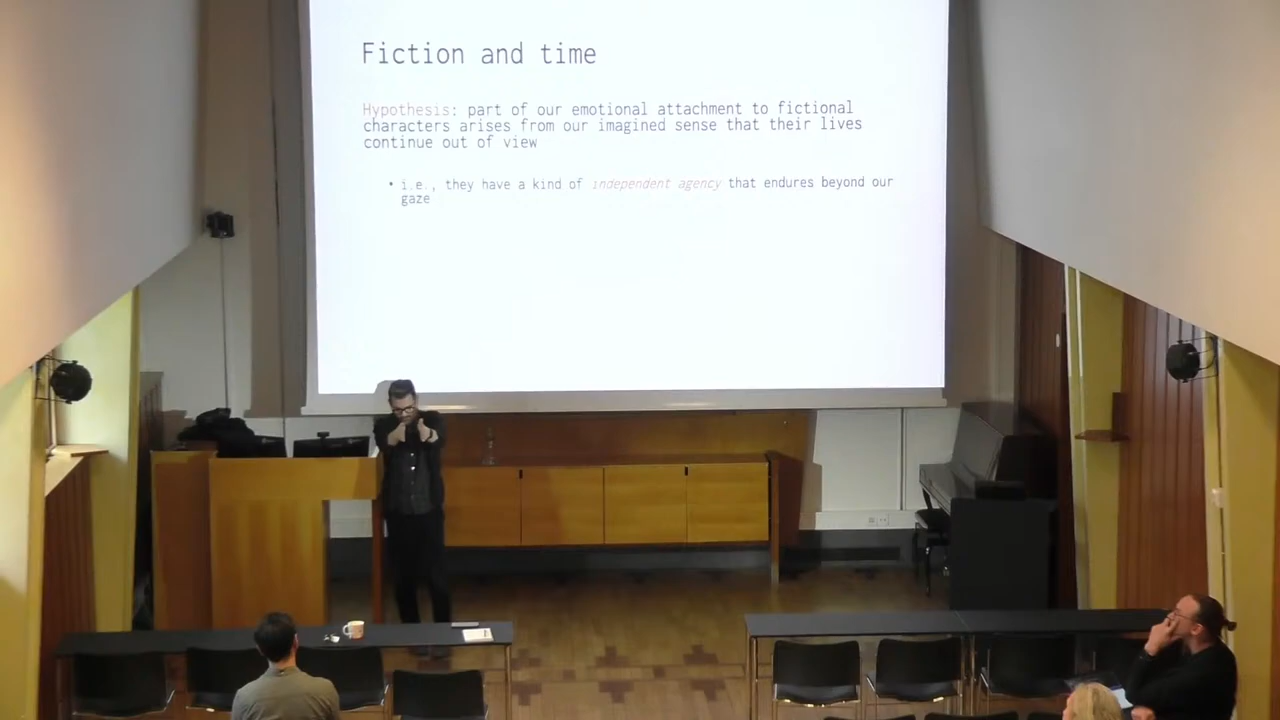 Fiction and time
Hypothesis: part of our emotional attachment to fictional
characters arises from our imagined sense that their lives
continue out of view
• i.e., they have a kind of independent agency that endures beyond our
gaze